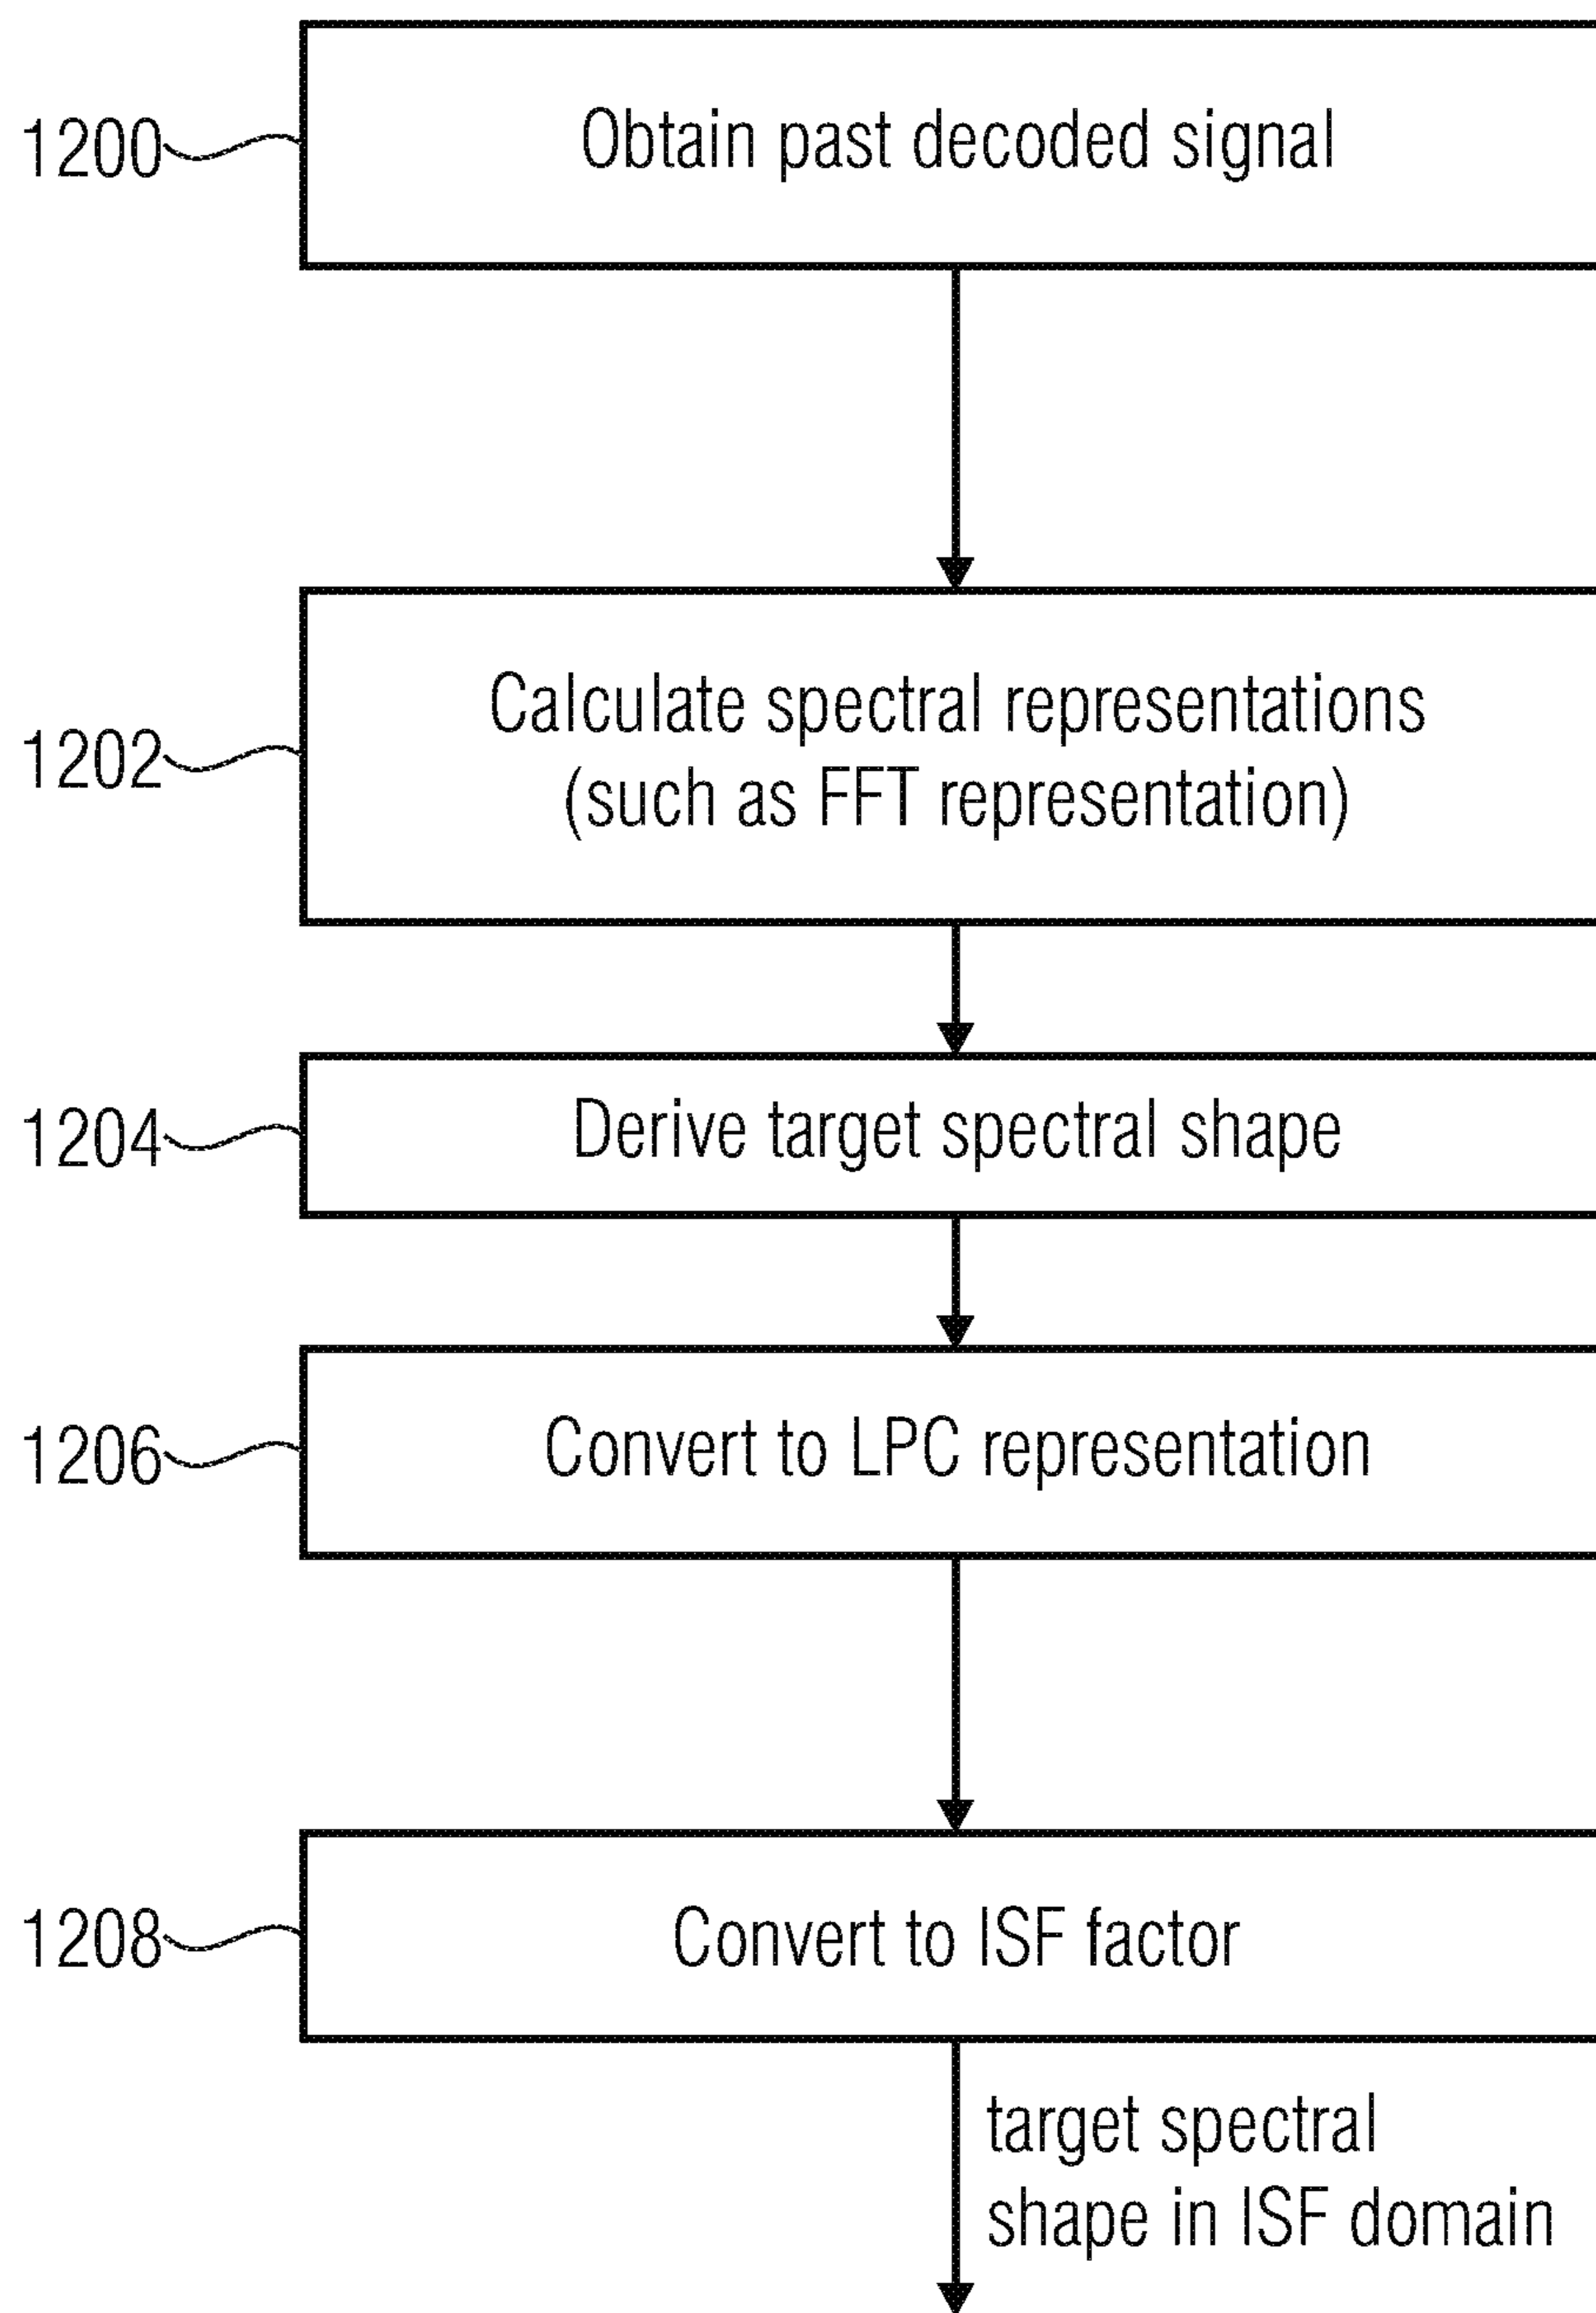 1200
Obtain past decoded signal
1202
Calculate spectral representations
(such as FFT representation)
1204
Derive target spectral shape
1206
Convert to LPC representation
1208
Convert to ISF factor
target spectral
shape in ISF domain